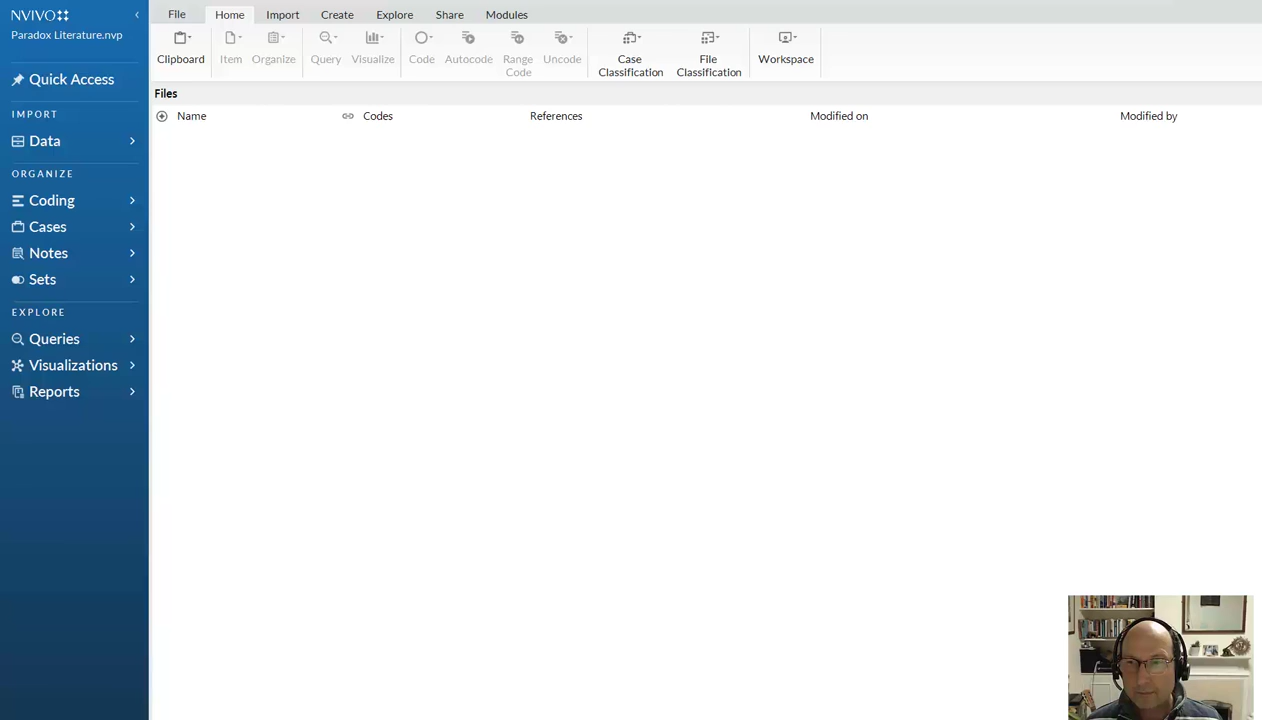 NVIVO
Paradox Literature.nvp
Quick Access
IMPORT
Data
ORGANIZE
Coding
Cases
Notes
Sets
EXPLORE
Queries
Visualizations
Reports
File Home Import Create Explore Share Modules
Clipboard Item Organize Query Visualize Code Autocode Range Code Uncode Case Classification File Classification Workspace
Files
Name Codes References Modified on Modified by